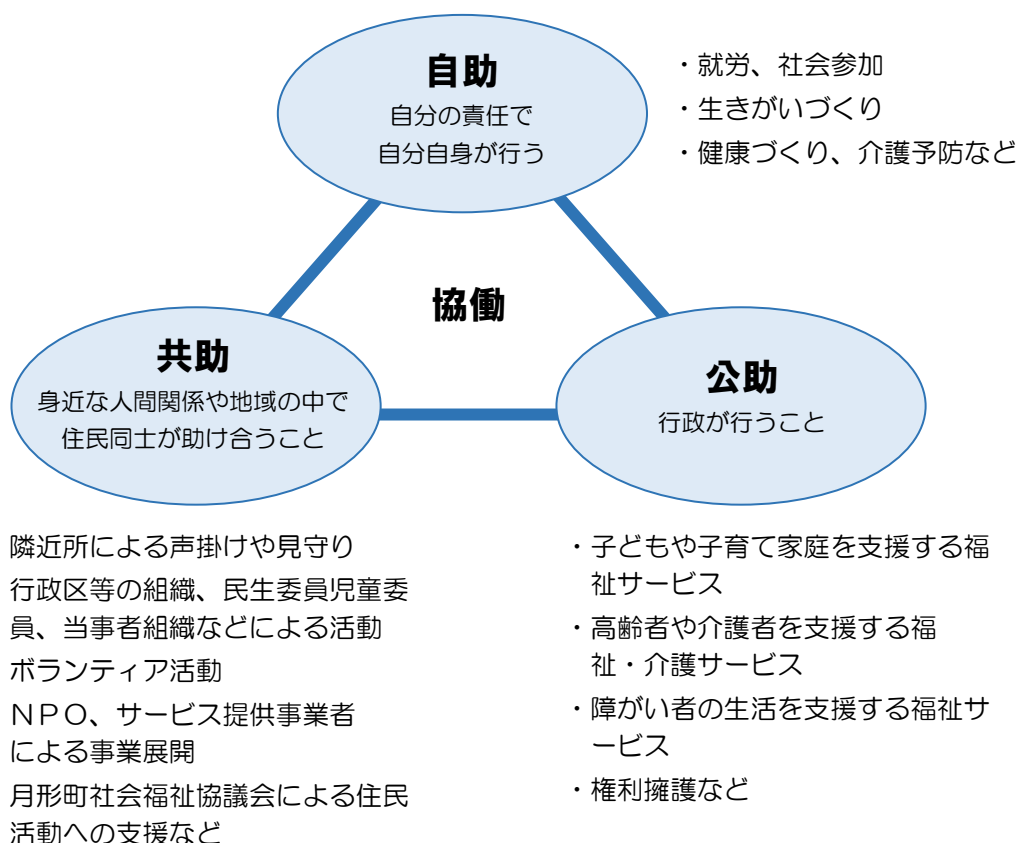 自助
自分の責任で
自分自身が行う
・就労、社会参加
・生きがいづくり
・健康づくり、介護予防など
協働
共助
身近な人間関係や地域の中で
住民同士が助け合うこと
公助
行政が行うこと
隣近所による声掛けや見守り
行政区等の組織、民生委員児童委
員、当事者組織などによる活動
ボランティア活動
ＮＰＯ、サービス提供事業者
による事業展開
月形町社会福祉協議会による住民
活動への支援など
・子どもや子育て家庭を支援する福
祉サービス
・高齢者や介護者を支援する福
祉・介護サービス
・障がい者の生活を支援する福祉サ
ービス
・権利擁護など